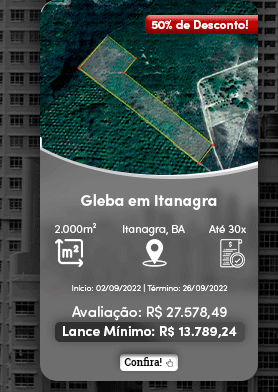 50% de Desconto!
Gleba em Itanagra
2.000m² Itanagra, BA Até 30x
m²
Início: 02/09/2022 | Término: 26/09/2022
Avaliação: R$ 27.578,49
Lance Mínimo: R$ 13.789,24
Confira!